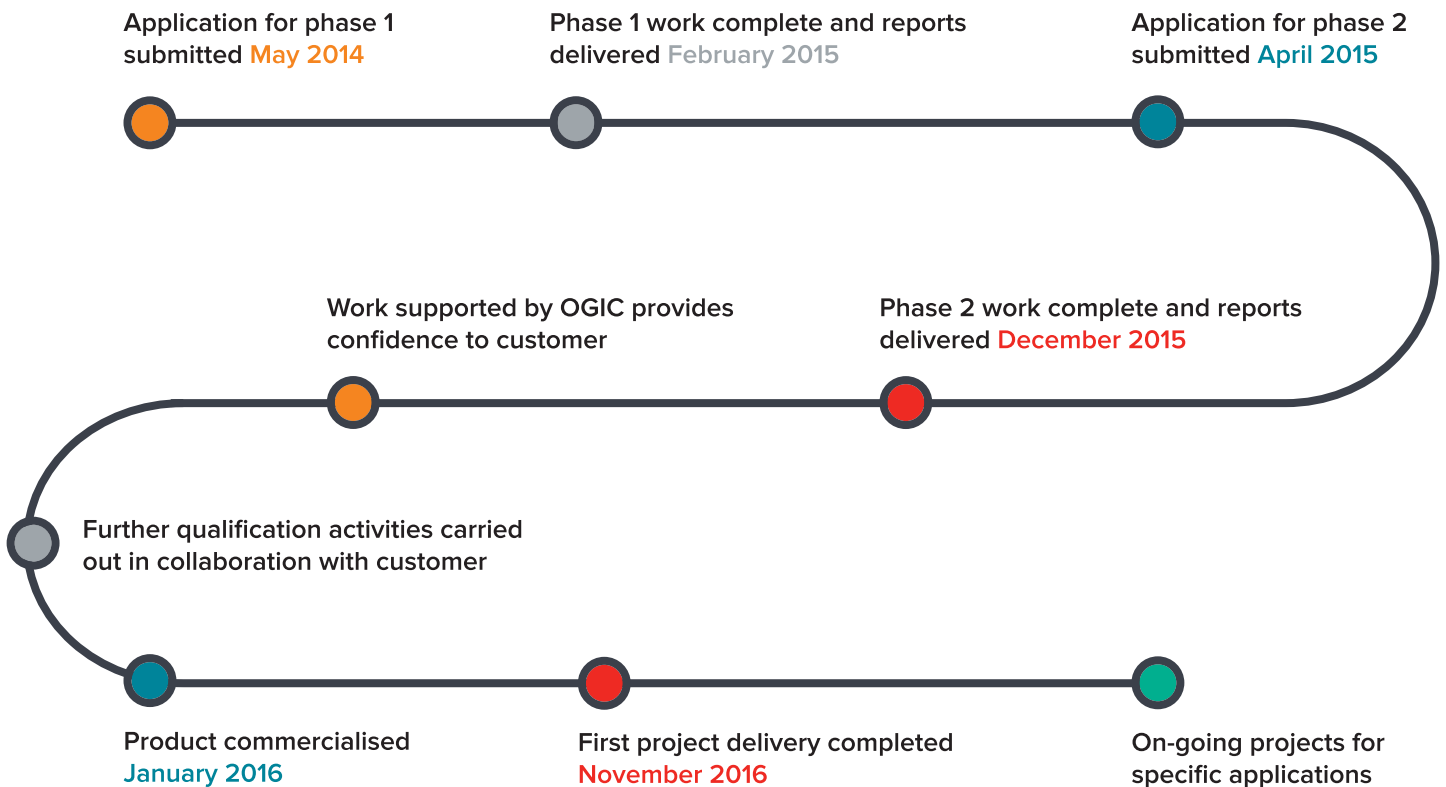 Application for phase 1
submitted May 2014
Phase 1 work complete and reports
delivered February 2015
Application for phase 2
submitted April 2015
Phase 2 work complete and reports
delivered December 2015
Work supported by OGIC provides
confidence to customer
Further qualification activities carried
out in collaboration with customer
Product commercialised
January 2016
First project delivery completed
November 2016
On-going projects for
specific applications